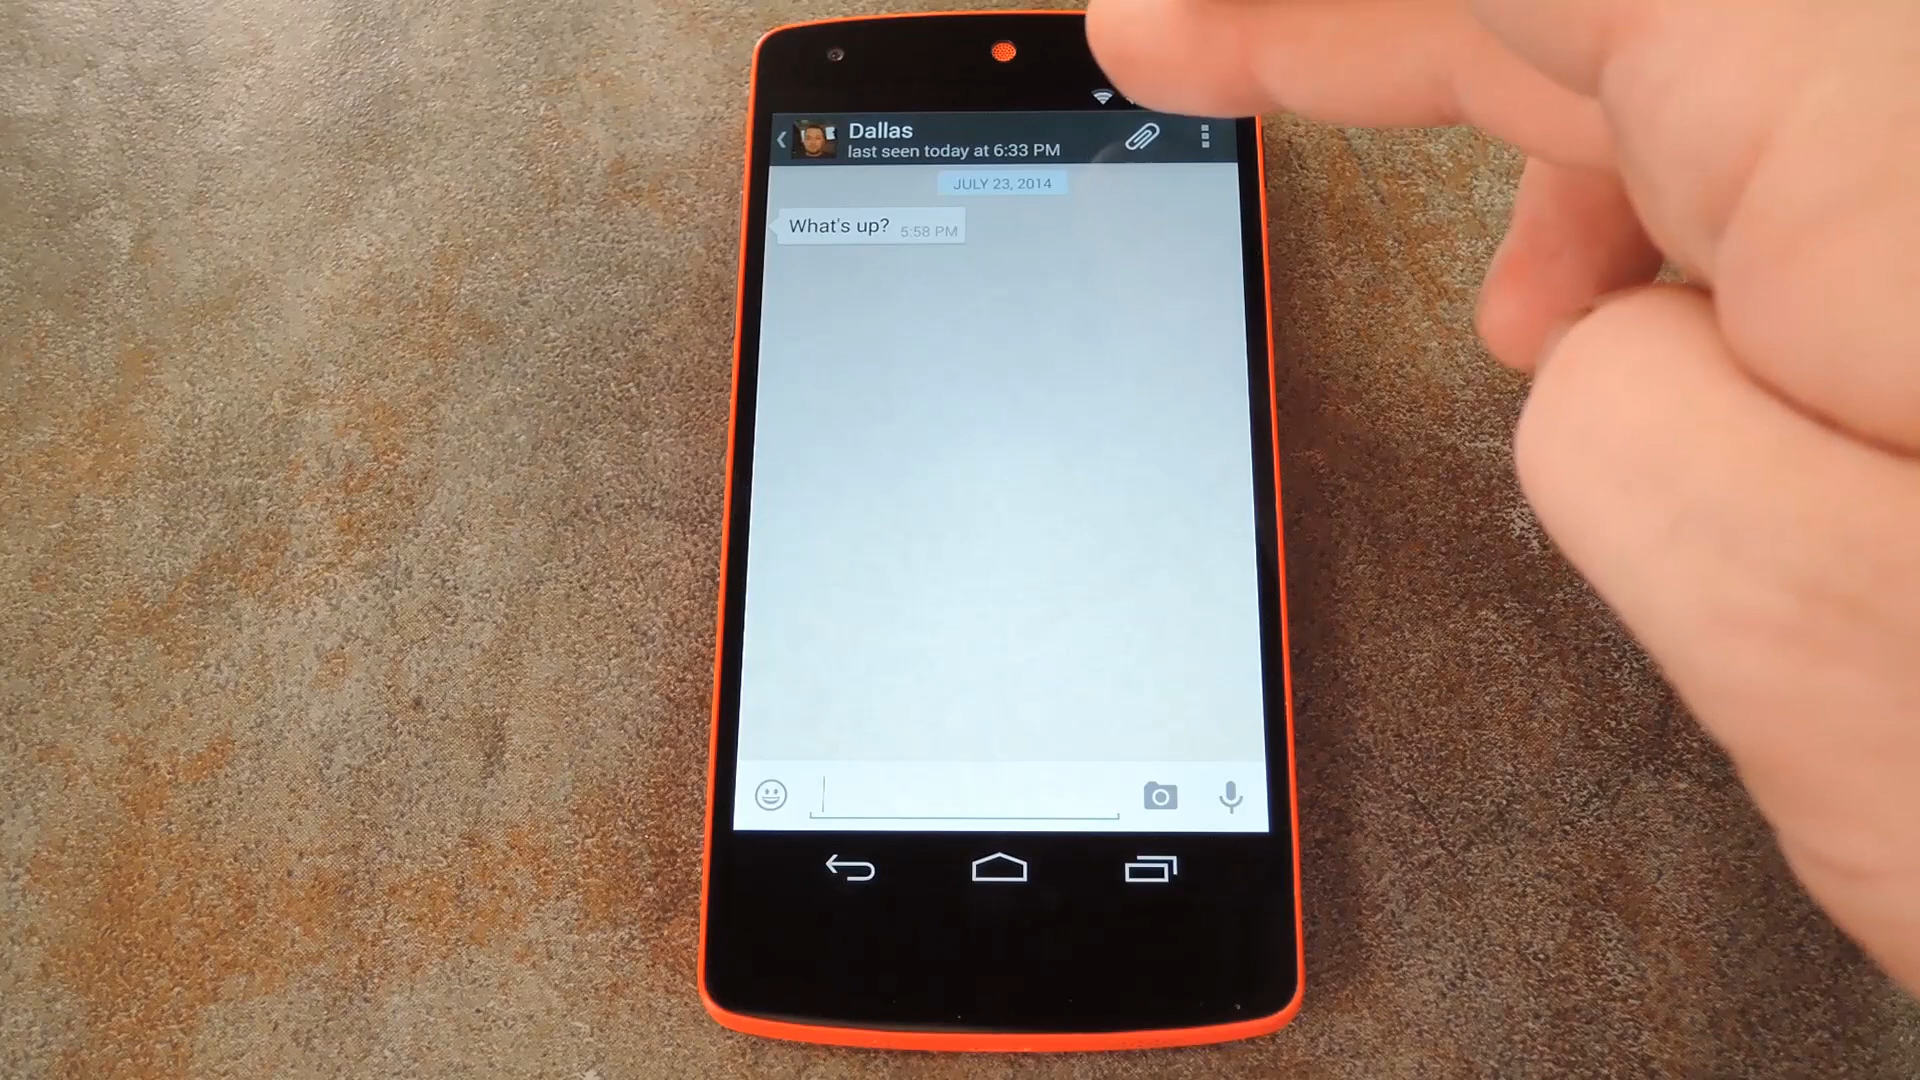 Dallas
last seen today at 6:33 PM
JULY 23, 2014
What's up? 5:58 PM